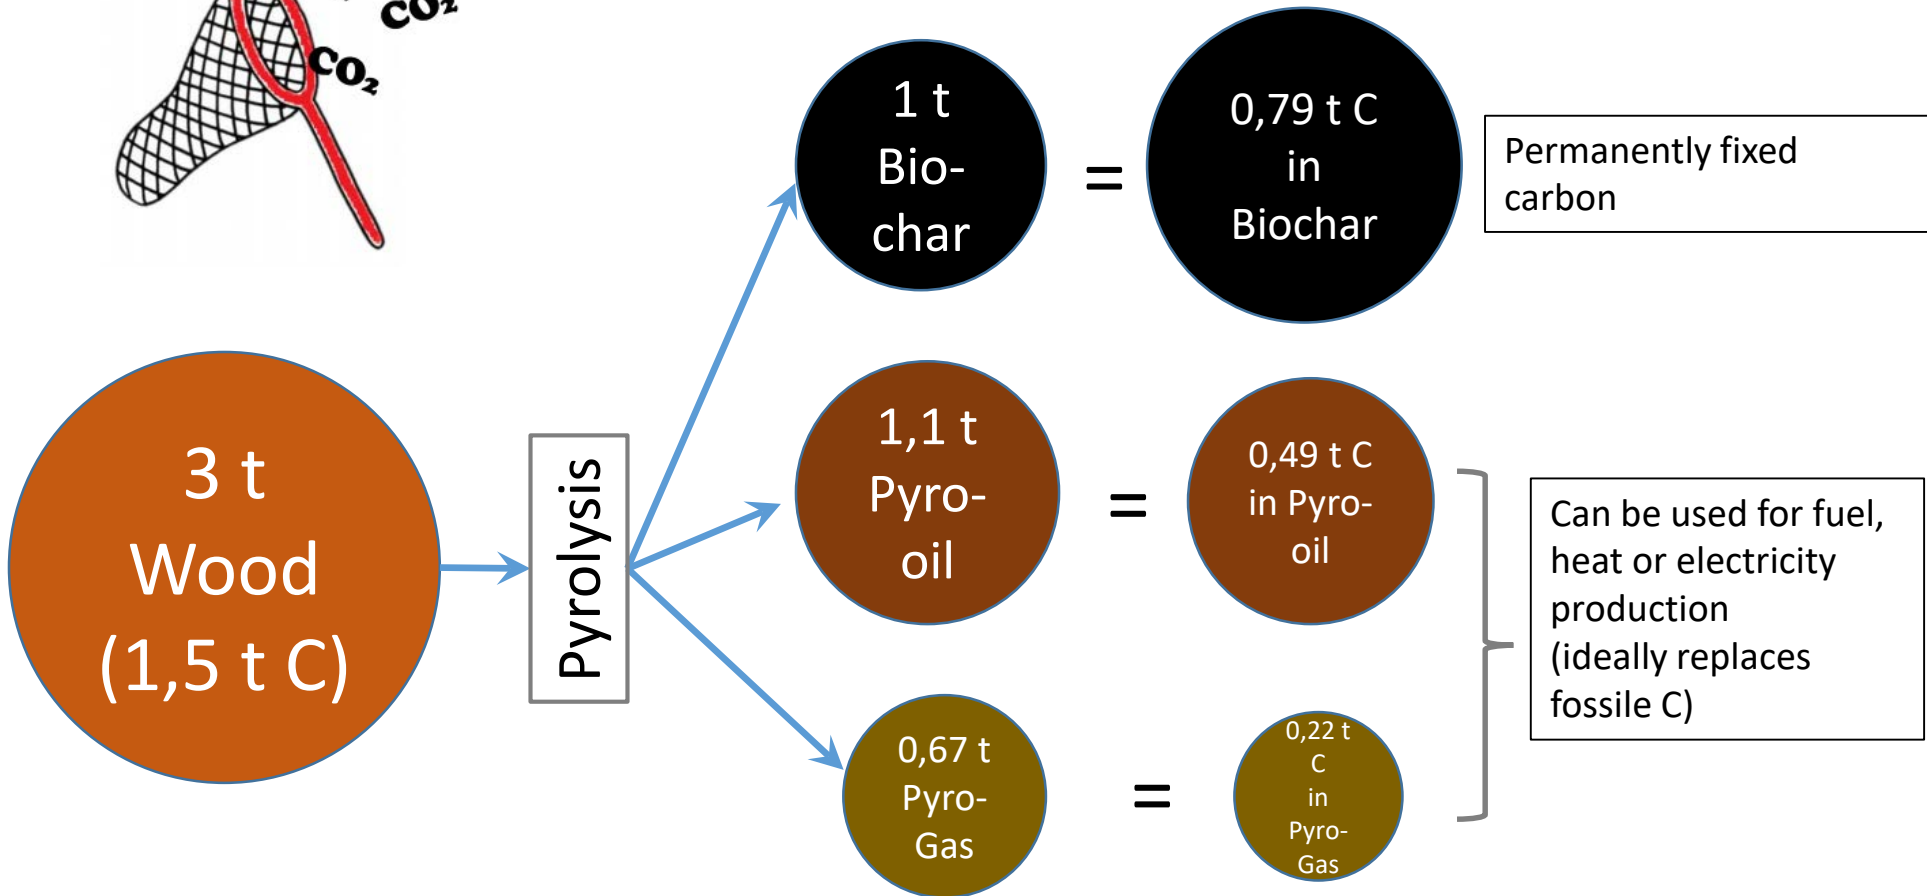 CO₂
CO₂
1 t
Bio-
char
=
0,79 t C
in
Biochar
Permanently fixed
carbon
3 t
Wood
(1,5 t C)
Pyrolysis
1,1 t
Pyro-
oil
=
0,49 t C
in Pyro-
oil
Can be used for fuel,
heat or electricity
production
(ideally replaces
fossile C)
0,67 t
Pyro-
Gas
=
0,22 t
C
in
Pyro-
Gas